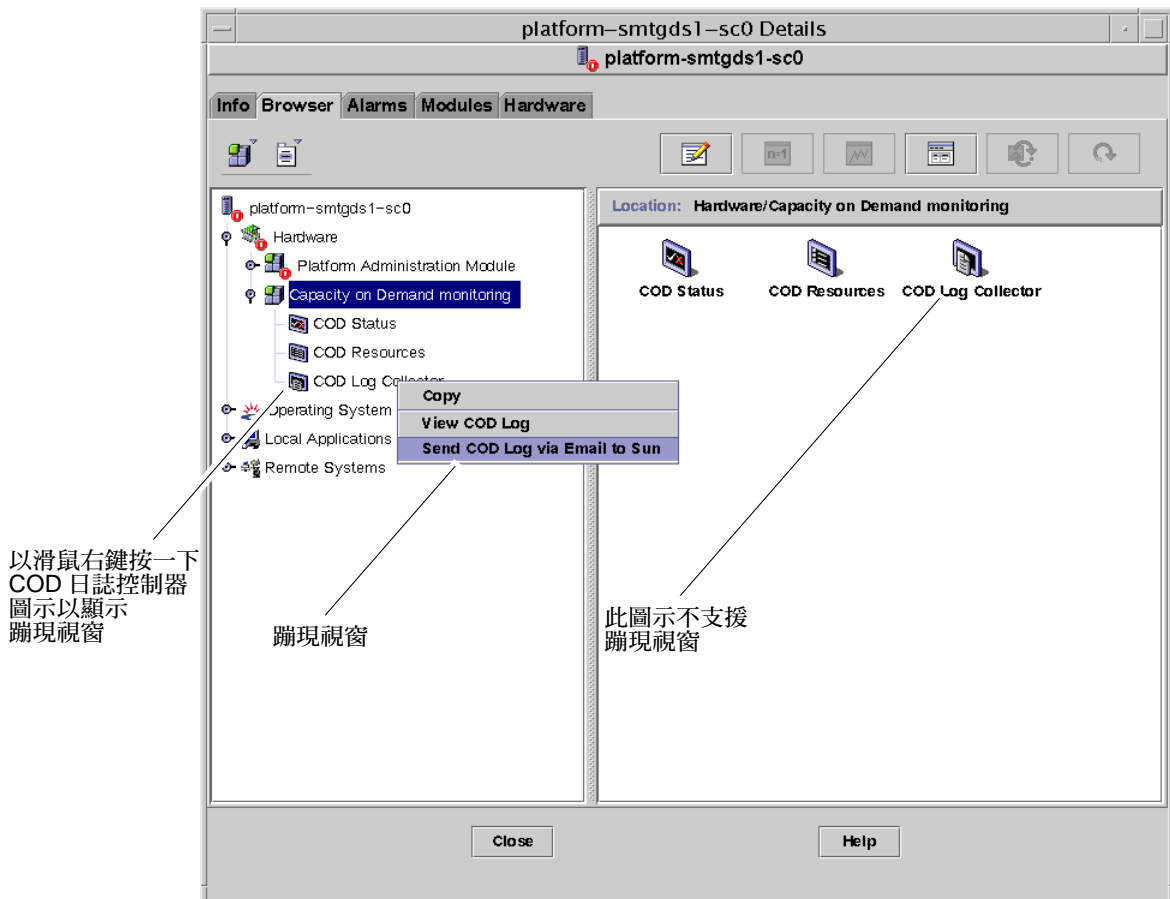 platform-smtgds1-sc0 Details
platform-smtgds1-sc0
Info Browser Alarms Modules Hardware
n=1
platform-smtgds1-sc0
Hardware
Platform Administration Module
Capacity on Demand monitoring
COD Status
COD Resources
COD Log Collector
Operating System
Local Applications
Remote Systems
Copy
View COD Log
Send COD Log via Email to Sun
Location: Hardware/Capacity on Demand monitoring
COD Status COD Resources COD Log Collector
以滑鼠右鍵按一下
COD 日誌控制器
圖示以顯示
蹦現視窗
蹦現視窗
此圖示不支援
蹦現視窗
Close Help